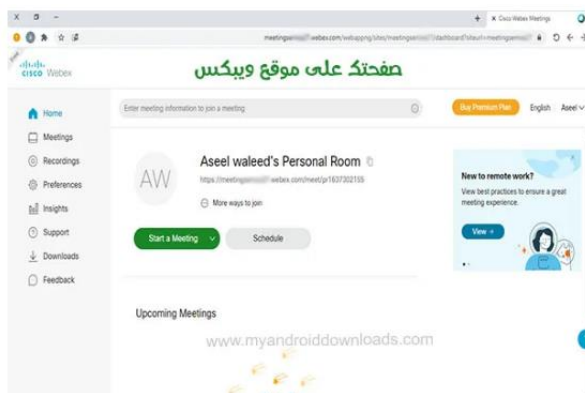 Cisco Webex Meetings
Free
CISCO Webex
صفحتك على موقع ويبكس
Enter meeting information to join a meeting
Buy Premium Plan
English
Aseel
Home
Meetings
Recordings
Preferences
Insights
Support
Downloads
Feedback
AW
Aseel waleed's Personal Room
More ways to join
Start a Meeting
Schedule
New to remote work?
View best practices to ensure a great
meeting experience.
View
Upcoming Meetings
www.myandroiddownloads.com